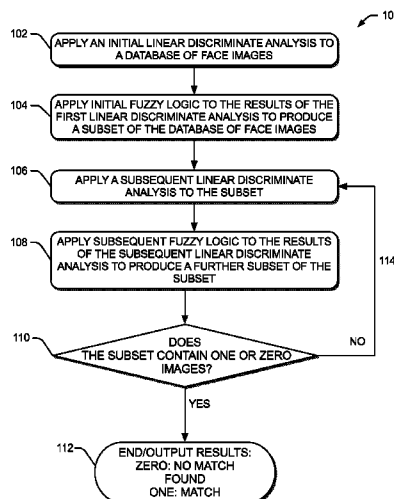 10
102
APPLY AN INITIAL LINEAR DISCRIMINATE ANALYSIS TO
A DATABASE OF FACE IMAGES
104
APPLY INITIAL FUZZY LOGIC TO THE RESULTS OF THE
FIRST LINEAR DISCRIMINATE ANALYSIS TO PRODUCE
A SUBSET OF THE DATABASE OF FACE IMAGES
106
APPLY A SUBSEQUENT LINEAR DISCRIMINATE
ANALYSIS TO THE SUBSET
108
APPLY SUBSEQUENT FUZZY LOGIC TO THE RESULTS
OF THE SUBSEQUENT LINEAR DISCRIMINATE
ANALYSIS TO PRODUCE A FURTHER SUBSET OF THE
SUBSET
114
110
DOES
THE SUBSET CONTAIN ONE OR ZERO
IMAGES?
NO
YES
112
END/OUTPUT RESULTS:
ZERO: NO MATCH
FOUND
ONE: MATCH